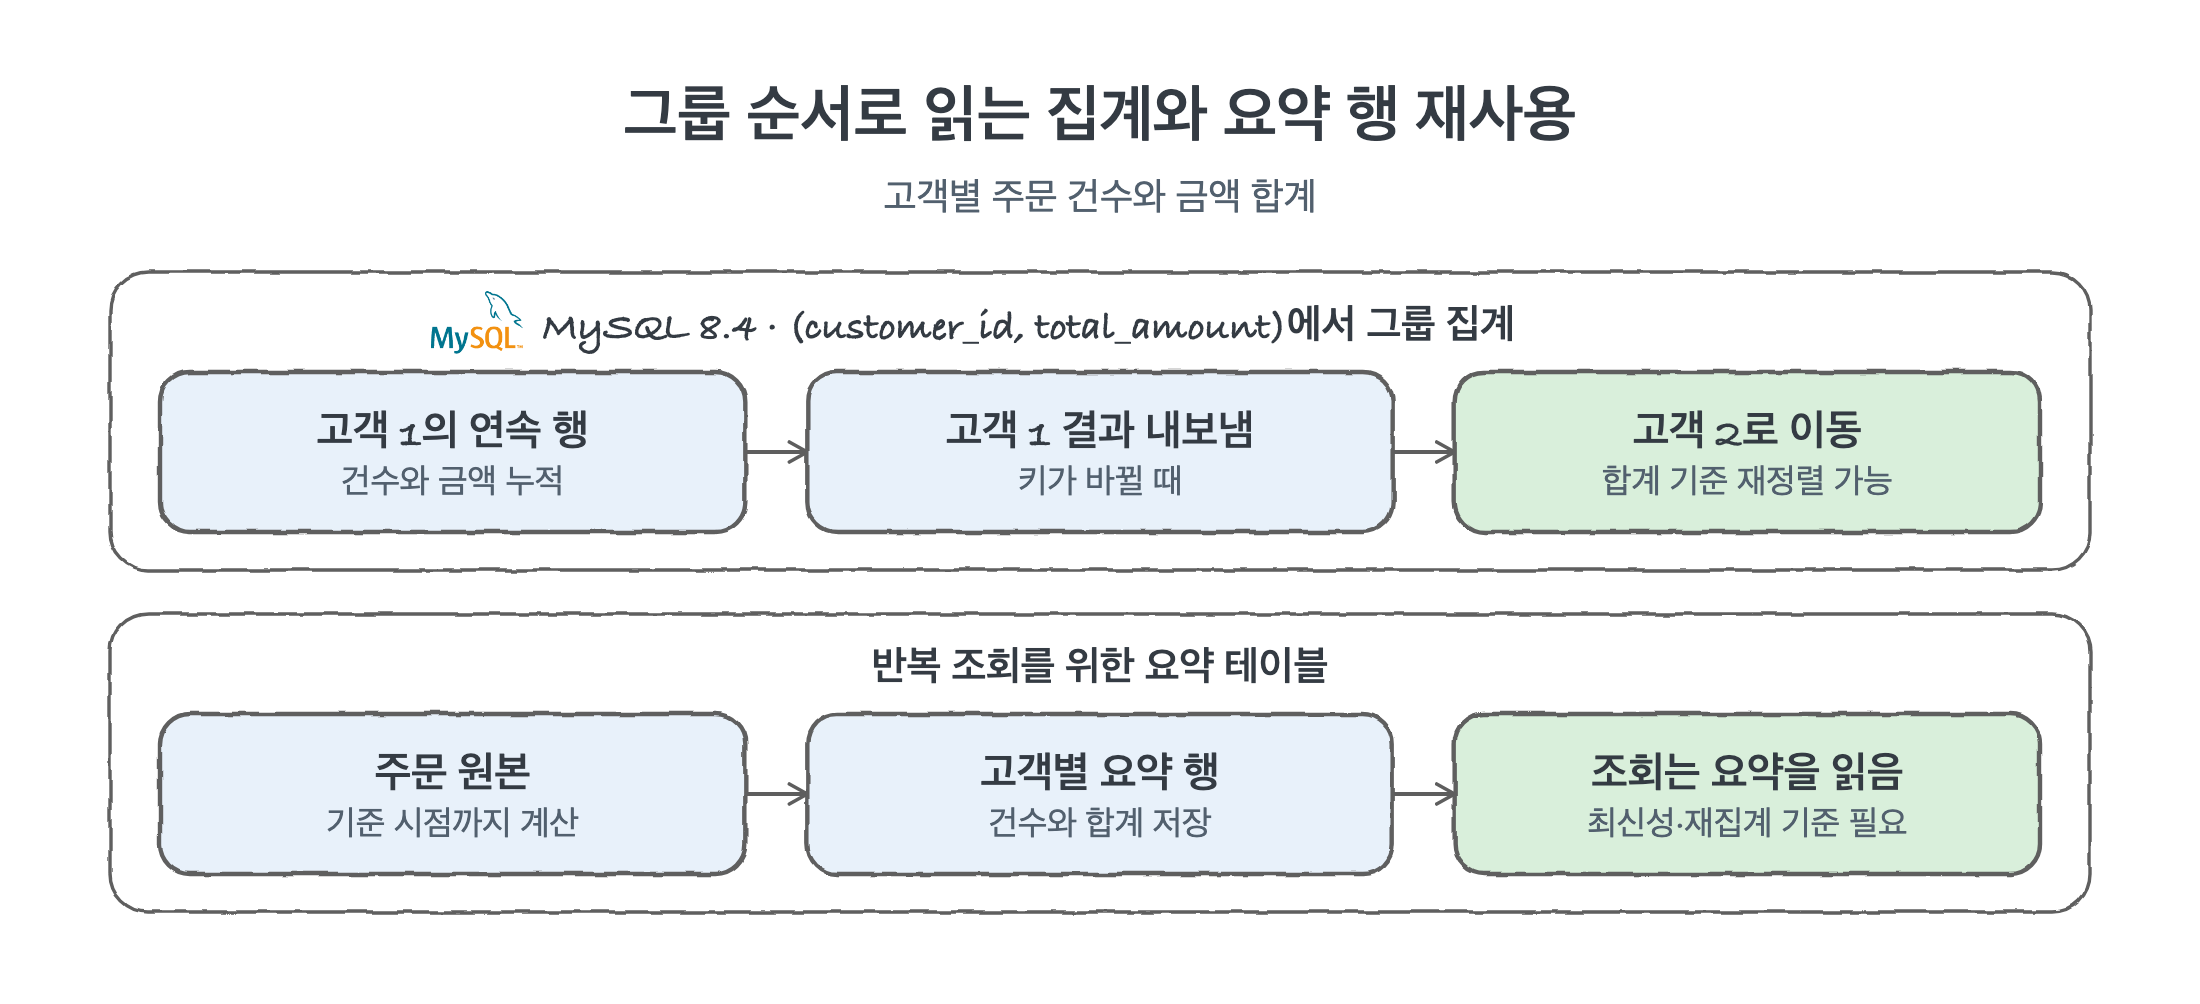 그룹 순서로 읽는 집계와 요약 행 재사용
고객별 주문 건수와 금액 합계
MySQL™ MySQL 8.4 · (customer_id, total_amount)에서 그룹 집계
고객 1의 연속 행
건수와 금액 누적
고객 1 결과 내보냄
키가 바뀔 때
고객 2로 이동
합계 기준 재정렬 가능
반복 조회를 위한 요약 테이블
주문 원본
기준 시점까지 계산
고객별 요약 행
건수와 합계 저장
조회는 요약을 읽음
최신성·재집계 기준 필요